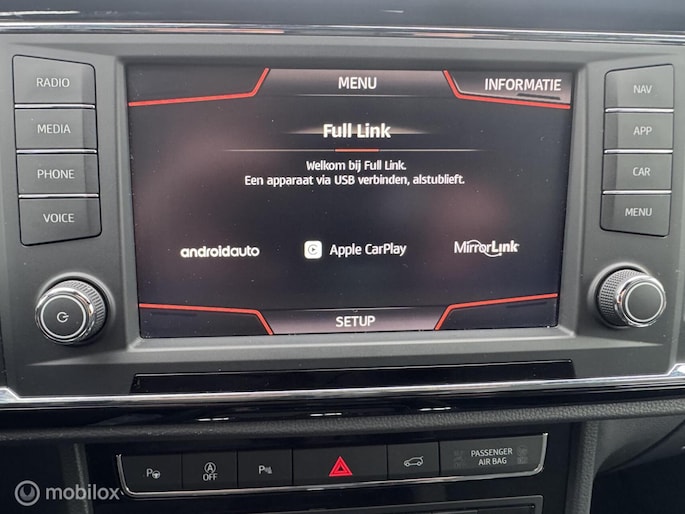 RADIO
MEDIA
PHONE
VOICE
MENU
INFORMATIE
Full Link
Welkom bij Full Link.
Een apparaat via USB verbinden, alstublieft.
androidauto
Apple CarPlay
MirrorLink
SETUP
NAV
APP
CAR
MENU
P
A
OFF
P
PASSENGER
AIR BAG
mobilox